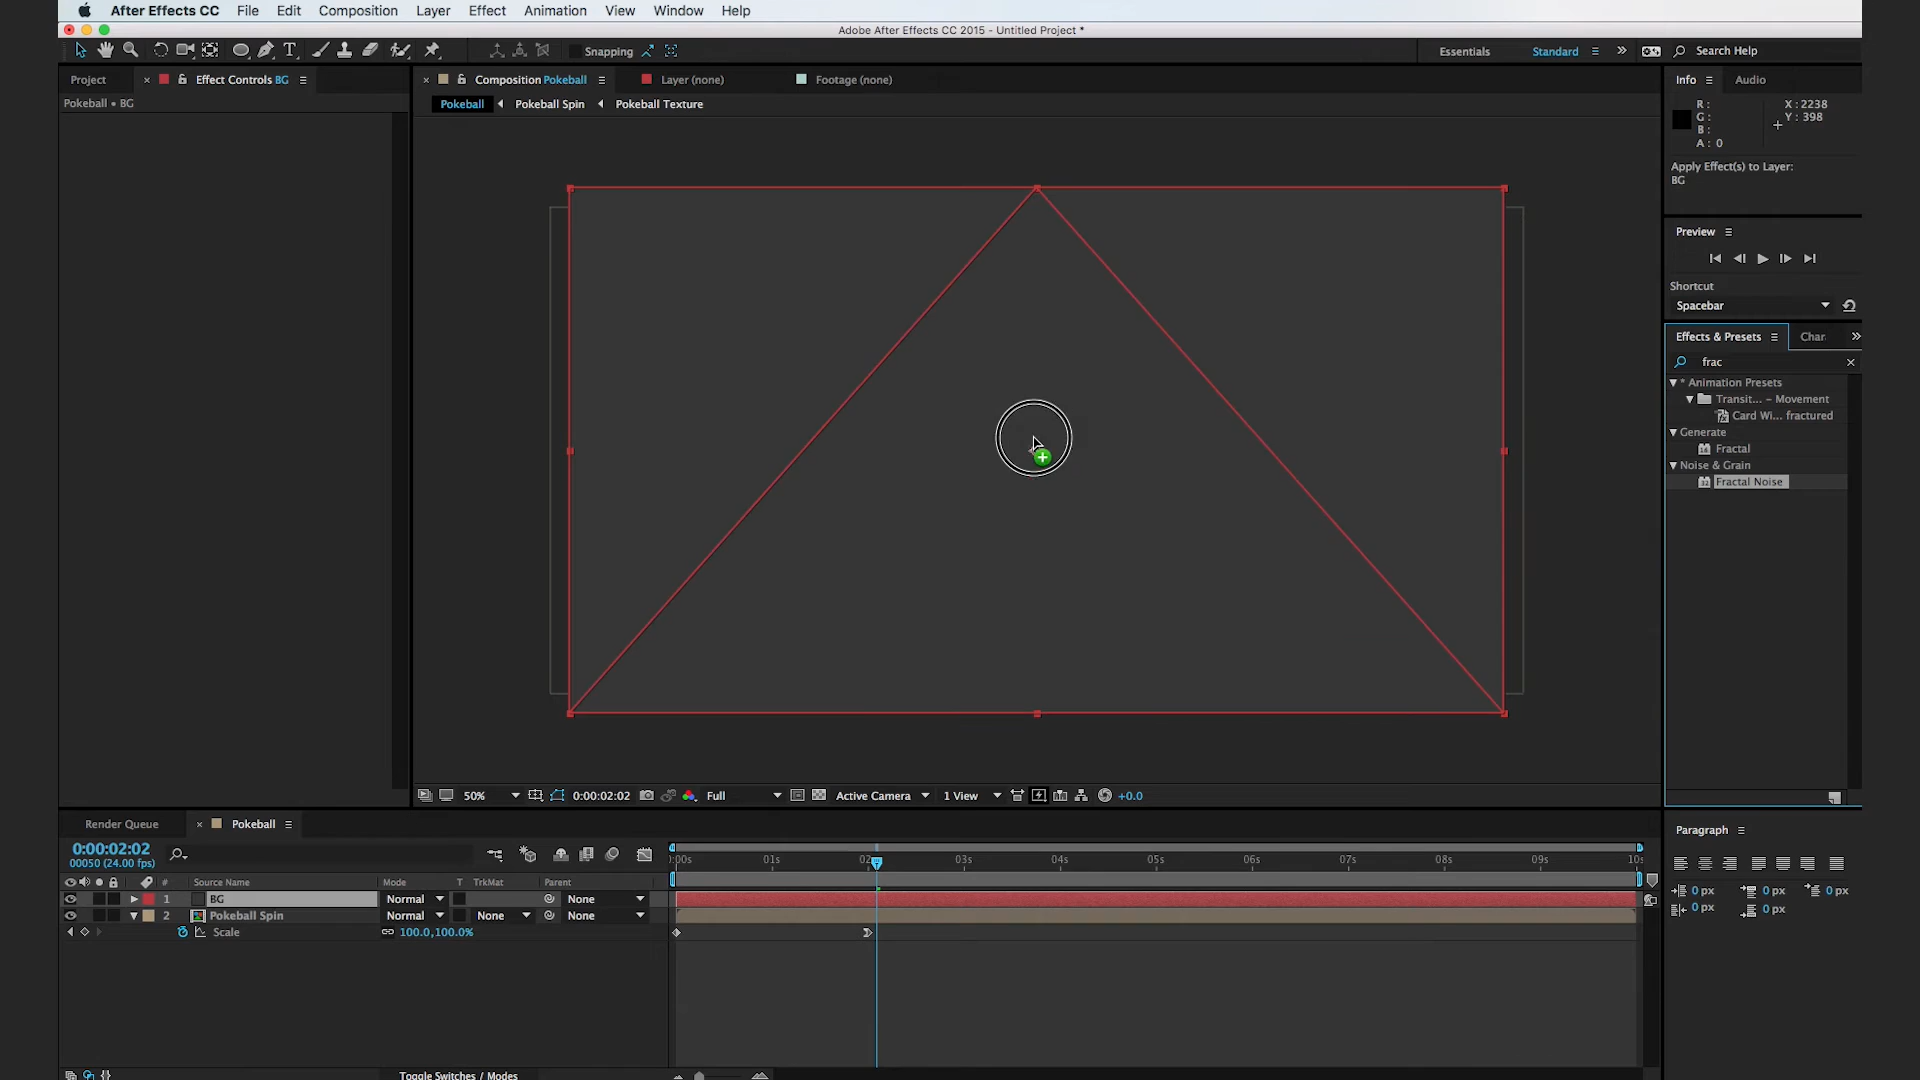 After Effects CC File Edit Composition Layer Effect Animation View Window Help
Adobe After Effects CC 2015 - Untitled Project *
Snapping Essentials Standard Search Help
Project Effect Controls BG Composition Pokeball Layer (none) Footage (none) Info Audio
Pokeball • BG
Pokeball Pokeball Spin Pokeball Texture
R :
G :
B :
A : 0
X : 2238
Y : 398
Apply Effect(s) to Layer:
BG
Preview
Shortcut
Spacebar
Effects & Presets Char
frac
* Animation Presets
Transit... – Movement
Card Wi... fractured
Generate
Fractal
Noise & Grain
Fractal Noise
50% 0:00:02:02 Full Active Camera 1 View +0.0
Render Queue Pokeball
0:00:02:02
00050 (24.00 fps)
:00s 01s 02 03s 04s 05s 06s 07s 08s 09s 10s
# Source Name Mode T TrkMat Parent
1 BG Normal None
2 Pokeball Spin Normal None None
Scale 100.0,100.0%
Toggle Switches / Modes
Paragraph
0 px 0 px 0 px
0 px 0 px